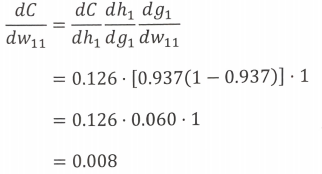 dC/dw₁₁ = dC/dh₁ dh₁/dg₁ dg₁/dw₁₁
= 0.126 · [0.937(1 − 0.937)] · 1
= 0.126 · 0.060 · 1
= 0.008